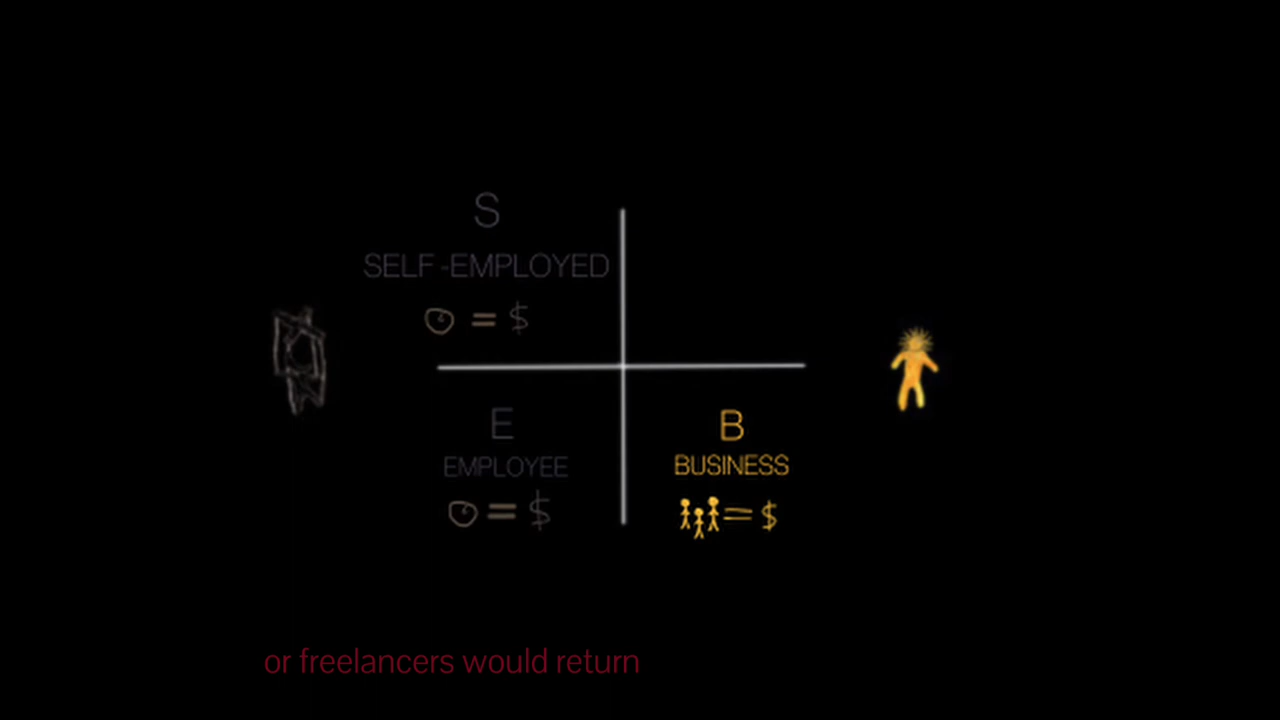 S
SELF-EMPLOYED
= $
E
EMPLOYEE
= $
B
BUSINESS
= $
or freelancers would return